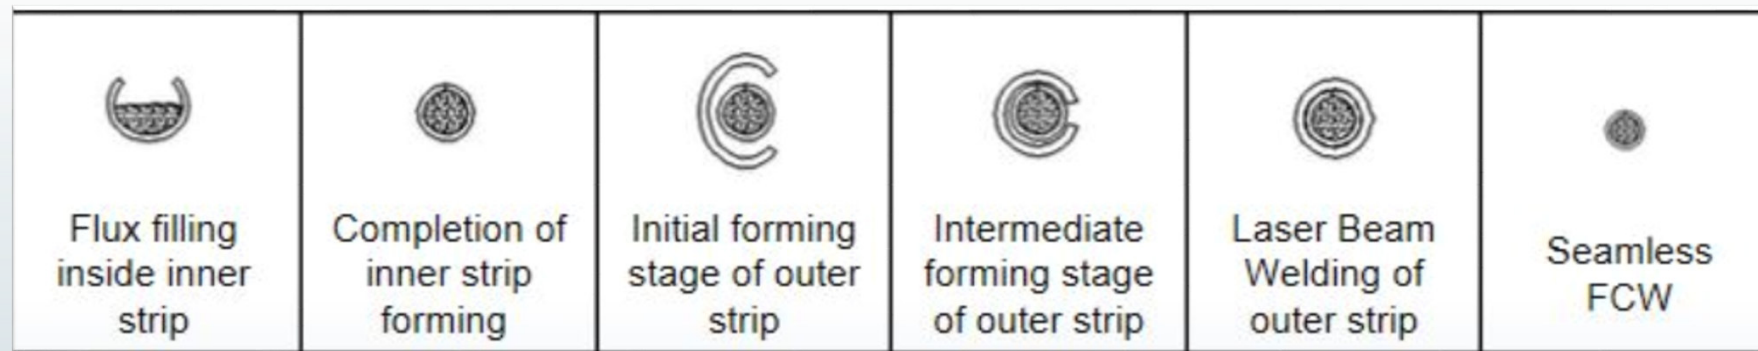 Flux filling
inside inner
strip
Completion of
inner strip
forming
Initial forming
stage of outer
strip
Intermediate
forming stage
of outer strip
Laser Beam
Welding of
outer strip
Seamless
FCW